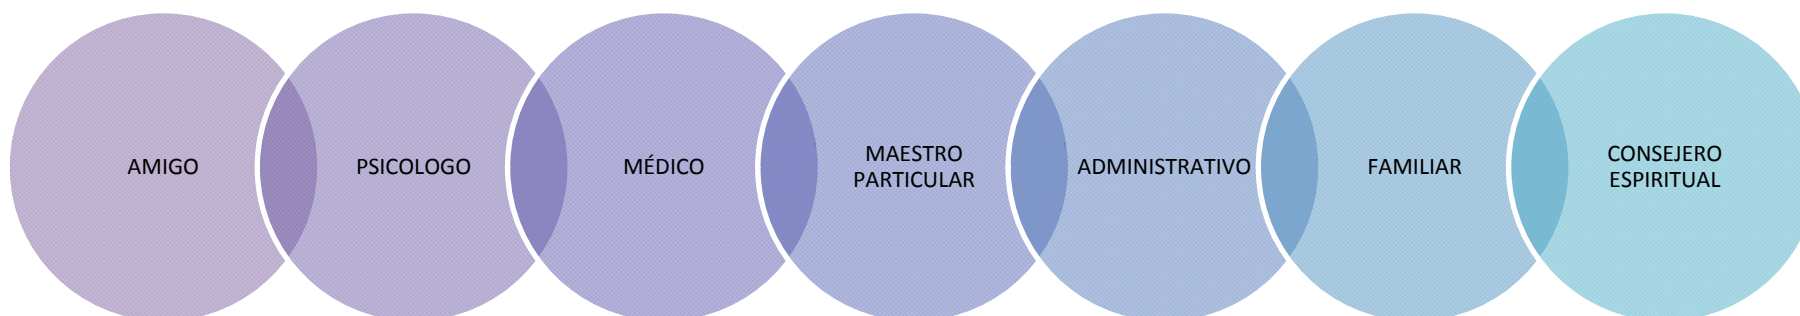 AMIGO
PSICOLOGO
MÉDICO
MAESTRO
PARTICULAR
ADMINISTRATIVO
FAMILIAR
CONSEJERO
ESPIRITUAL